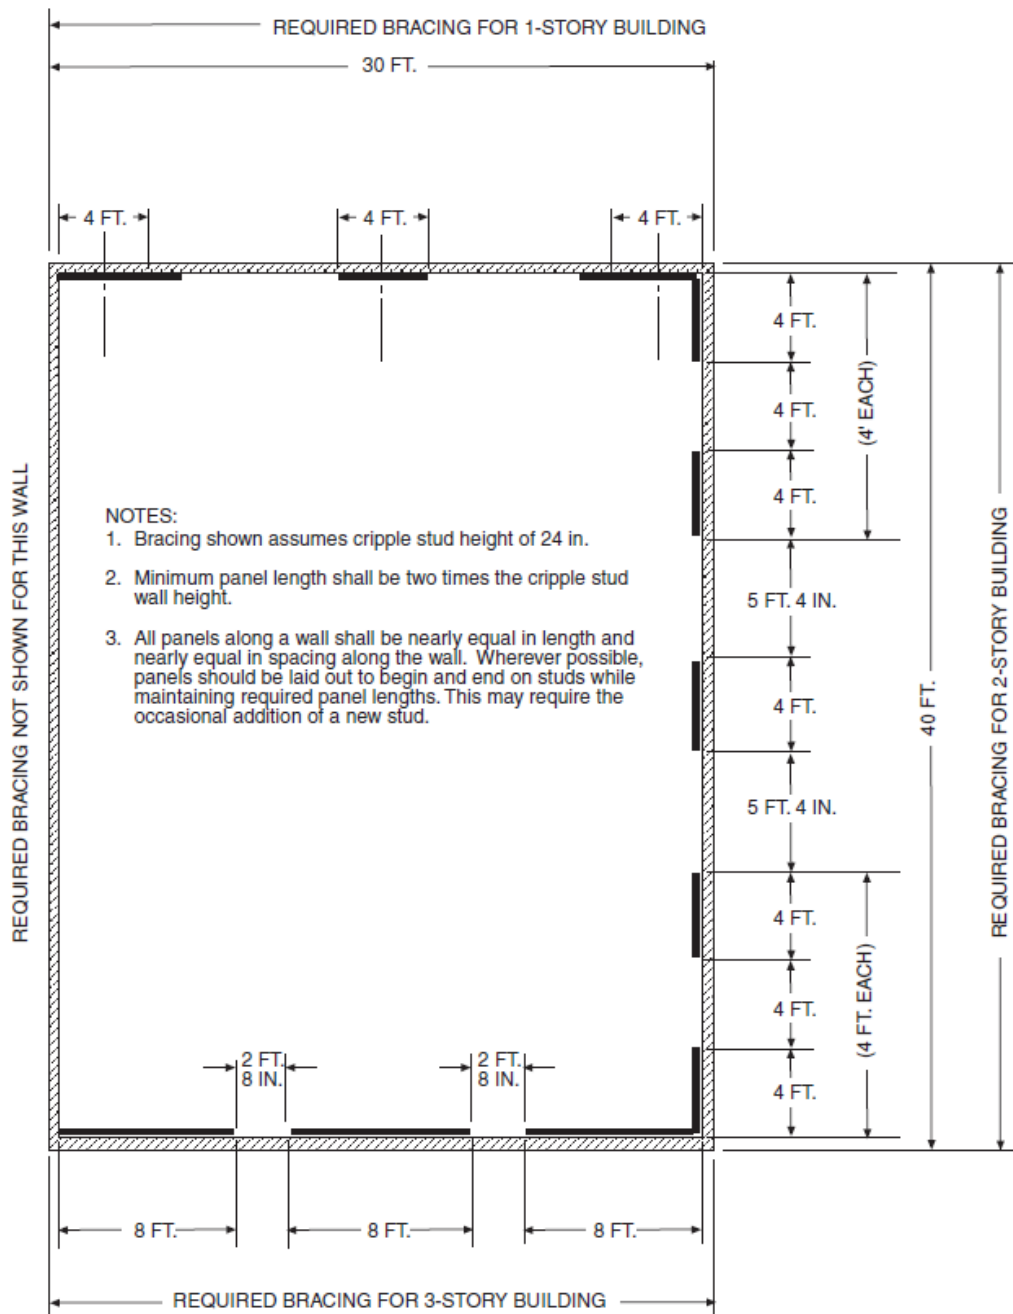 REQUIRED BRACING FOR 1-STORY BUILDING
30 FT.
4 FT.
4 FT.
4 FT.
4 FT.
4 FT.
4 FT.
(4' EACH)
5 FT. 4 IN.
4 FT.
5 FT. 4 IN.
4 FT.
4 FT.
4 FT.
(4 FT. EACH)
40 FT.
REQUIRED BRACING FOR 2-STORY BUILDING
REQUIRED BRACING NOT SHOWN FOR THIS WALL
NOTES:
1. Bracing shown assumes cripple stud height of 24 in.
2. Minimum panel length shall be two times the cripple stud
wall height.
3. All panels along a wall shall be nearly equal in length and
nearly equal in spacing along the wall. Wherever possible,
panels should be laid out to begin and end on studs while
maintaining required panel lengths. This may require the
occasional addition of a new stud.
2 FT.
8 IN.
2 FT.
8 IN.
8 FT.
8 FT.
8 FT.
REQUIRED BRACING FOR 3-STORY BUILDING